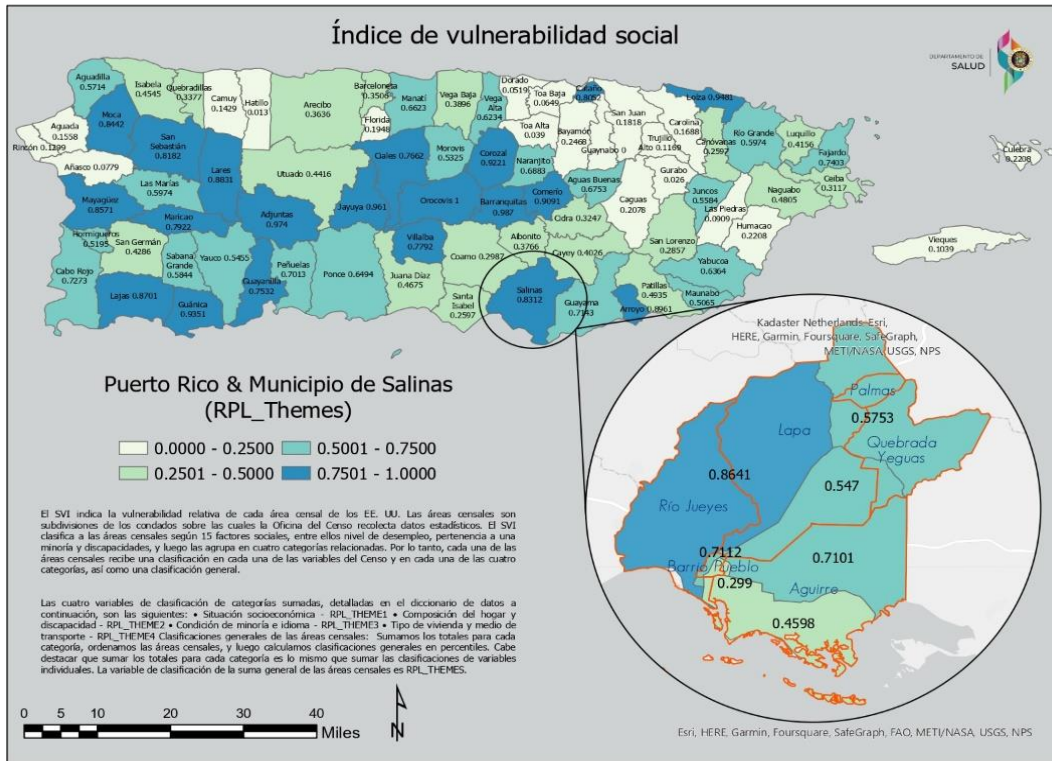 Índice de vulnerabilidad social
DEPARTAMENTO DE
SALUD
Aguadilla
0.5714
Isabela
0.4545
Quebradillas
0.3377
Camuy
0.1429
Hatillo
0.013
Arecibo
0.3636
Barceloneta
0.3506
Florida
0.1948
Manatí
0.6623
Vega Baja
0.3896
Vega
Alta
0.6234
Dorado
0.0519
Toa Baja
0.0649
Toa Alta
0.039
Cataño
0.8052
Bayamón
0.2468
San Juan
0.1818
Guaynabo 0
Trujillo
Alto 0.1169
Carolina
0.1688
Loíza 0.9481
Canóvanas
0.2597
Río Grande
0.5974
Luquillo
0.4156
Fajardo
0.7403
Ceiba
0.3117
Culebra
0.2208
Moca
0.8442
Aguada
0.1558
Rincón 0.1299
San
Sebastián
0.8182
Añasco 0.0779
Lares
0.8831
Utuado 0.4416
Ciales 0.7662
Morovis
0.5325
Corozal
0.9221
Naranjito
0.6883
Aguas Buenas
0.6753
Gurabo
0.026
Caguas
0.2078
Juncos
0.5584
Las Piedras
0.0909
Naguabo
0.4805
Humacao
0.2208
Vieques
0.1039
Las Marías
0.5974
Mayagüez
0.8571
Maricao
0.7922
Adjuntas
0.974
Jayuya 0.961
Orocovis 1
Barranquitas
0.987
Comerío
0.9091
Cidra 0.3247
Hormigueros
0.5195
San Germán
0.4286
Sabana
Grande
0.5844
Yauco 0.5455
Guayanilla
0.7532
Peñuelas
0.7013
Ponce 0.6494
Villalba
0.7792
Juana Díaz
0.4675
Coamo 0.2987
Aibonito
0.3766
Cayey 0.4026
San Lorenzo
0.2857
Yabucoa
0.6364
Cabo Rojo
0.7273
Lajas 0.8701
Guánica
0.9351
Santa
Isabel
0.2597
Salinas
0.8312
Guayama
0.7143
Arroyo 0.8961
Patillas
0.4935
Maunabo
0.5065
Kadaster Netherlands, Esri,
HERE, Garmin, Foursquare, SafeGraph,
METI/NASA, USGS, NPS
Palmas
0.5753
Lapa
Quebrada
Yeguas
0.8641
0.547
Río Jueyes
0.7112
0.7101
Barrio Pueblo
0.299
Aguirre
0.4598
Puerto Rico & Municipio de Salinas
(RPL_Themes)
0.0000 - 0.2500
0.5001 - 0.7500
0.2501 - 0.5000
0.7501 - 1.0000
El SVI indica la vulnerabilidad relativa de cada área censal de los EE. UU. Las áreas censales son
subdivisiones de los condados sobre las cuales la Oficina del Censo recolecta datos estadísticos. El SVI
clasifica a las áreas censales según 15 factores sociales, entre ellos nivel de desempleo, pertenencia a una
minoría y discapacidades, y luego las agrupa en cuatro categorías relacionadas. Por lo tanto, cada una de las
áreas censales recibe una clasificación en cada una de las variables del Censo y en cada una de las cuatro
categorías, así como una clasificación general.
Las cuatro variables de clasificación de categorías sumadas, detalladas en el diccionario de datos a
continuación, son las siguientes: • Situación socioeconómica - RPL_THEME1 • Composición del hogar y
discapacidad - RPL_THEME2 • Condición de minoría e idioma - RPL_THEME3 • Tipo de vivienda y medio de
transporte - RPL_THEME4 Clasificaciones generales de las áreas censales: Sumamos los totales para cada
categoría, ordenamos las áreas censales, y luego calculamos clasificaciones generales en percentiles. Cabe
destacar que sumar los totales para cada categoría es lo mismo que sumar las clasificaciones de variables
individuales. La variable de clasificación de la suma general de las áreas censales es RPL_THEMES.
0 5 10 20 30 40
Miles
N
Esri, HERE, Garmin, Foursquare, SafeGraph, FAO, METI/NASA, USGS, NPS